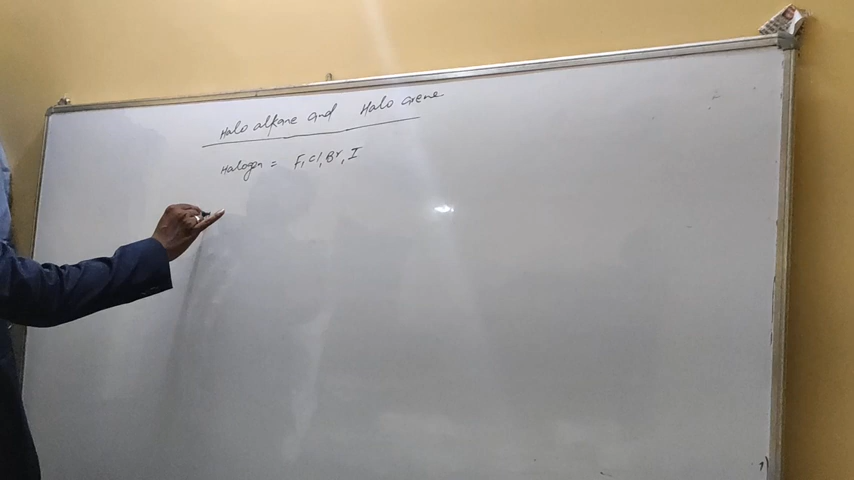 Halo alkane and Halo arene
Halogen = F, Cl, Br, I